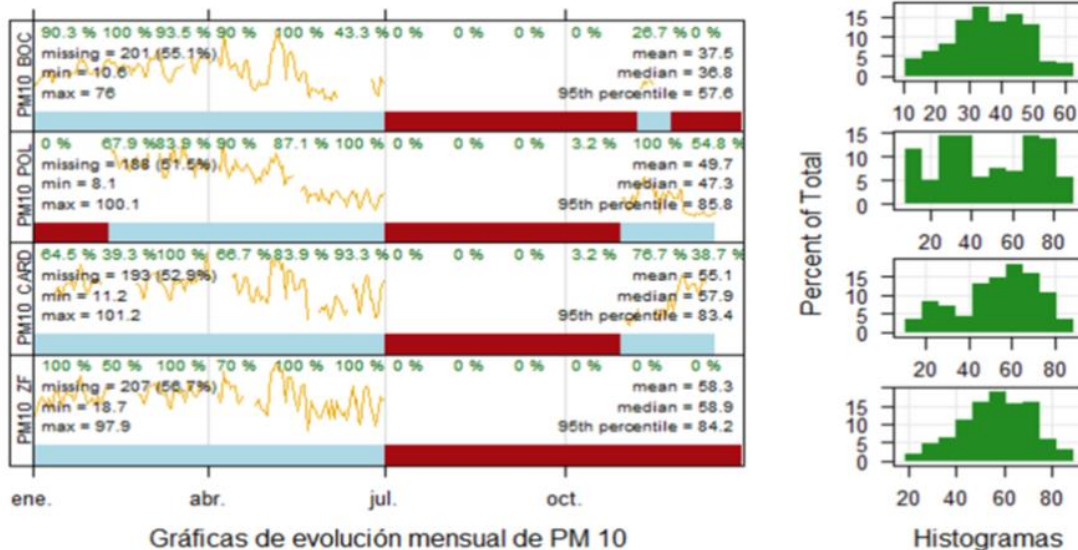 PM10 BOC
90.3 % 100 % 93.5 % 90 % 100 % 43.3 % 0 % 0 % 0 % 0 % 26.7 % 0 %
missing = 201 (55.1%)
min = 10.6
max = 76
mean = 37.5
median = 36.8
95th percentile = 57.6
PM10 POL
0 % 67.9 % 83.9 % 90 % 87.1 % 100 % 0 % 0 % 0 % 3.2 % 100 % 54.8 %
missing = 188 (51.5%)
min = 8.1
max = 100.1
mean = 49.7
median = 47.3
95th percentile = 85.8
PM10 CARD
64.5 % 39.3 % 100 % 66.7 % 83.9 % 93.3 % 0 % 0 % 0 % 3.2 % 76.7 % 38.7 %
missing = 193 (52.9%)
min = 11.2
max = 101.2
mean = 55.1
median = 57.9
95th percentile = 83.4
PM10 ZF
100 % 50 % 100 % 70 % 100 % 100 % 0 % 0 % 0 % 0 % 0 % 0 %
missing = 207 (56.7%)
min = 18.7
max = 97.9
mean = 58.3
median = 58.9
95th percentile = 84.2
ene. abr. jul. oct.
Gráficas de evolución mensual de PM 10
Percent of Total
15
10
5
0
10 20 30 40 50 60
15
10
5
0
20 40 60 80
15
10
5
0
20 40 60 80
15
10
5
0
20 40 60 80
Histogramas